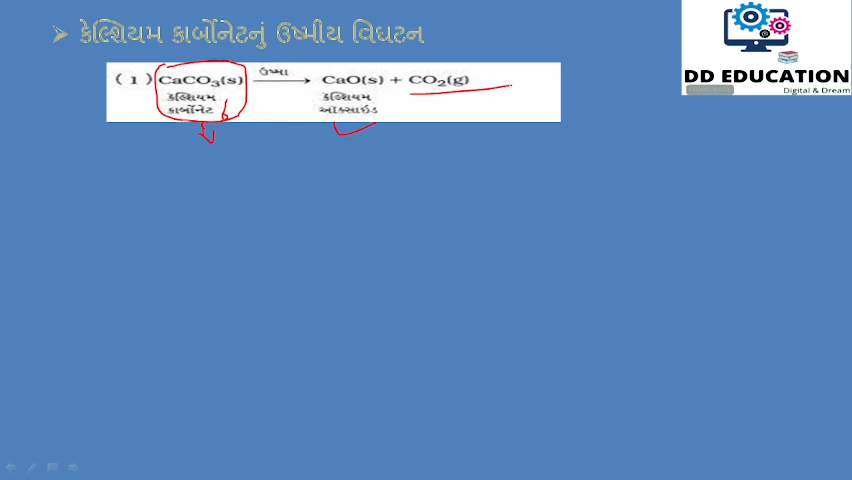 ➢ કેલ્શિયમ કાર્બોનેટનું ઉષ્મીય વિઘટન
DD EDUCATION
Digital & Dream
(1) CaCO₃(s) ઉષ્મા → CaO(s) + CO₂(g)
કેલ્શિયમ કેલ્શિયમ
કાર્બોનેટ ઑક્સાઇડ